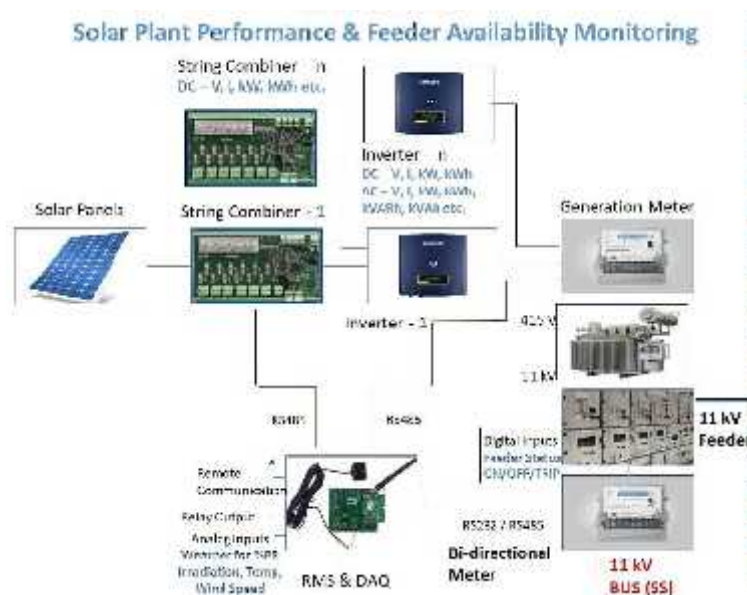 Solar Plant Performance & Feeder Availability Monitoring
String Combiner n
DC – V, I, kW, kWh etc.
Inverter n
DC – V, I, kW, kWh
AC – V, I, kW, kWh,
KVARh, KVAh etc.
Solar Panels
String Combiner - 1
Generation Meter
Inverter - 1
415 V
11 kV
RS485
RS485
11 kV
Feeder
Digital Inputs
Feeder Status
ON/OFF/TRIP
Remote
Communication
Relay Output
Analog Inputs
Weather for
Irradiation, Temp,
Wind Speed
RMS & DAQ
RS232 / RS485
Bi-directional
Meter
11 kV
BUS (SS)